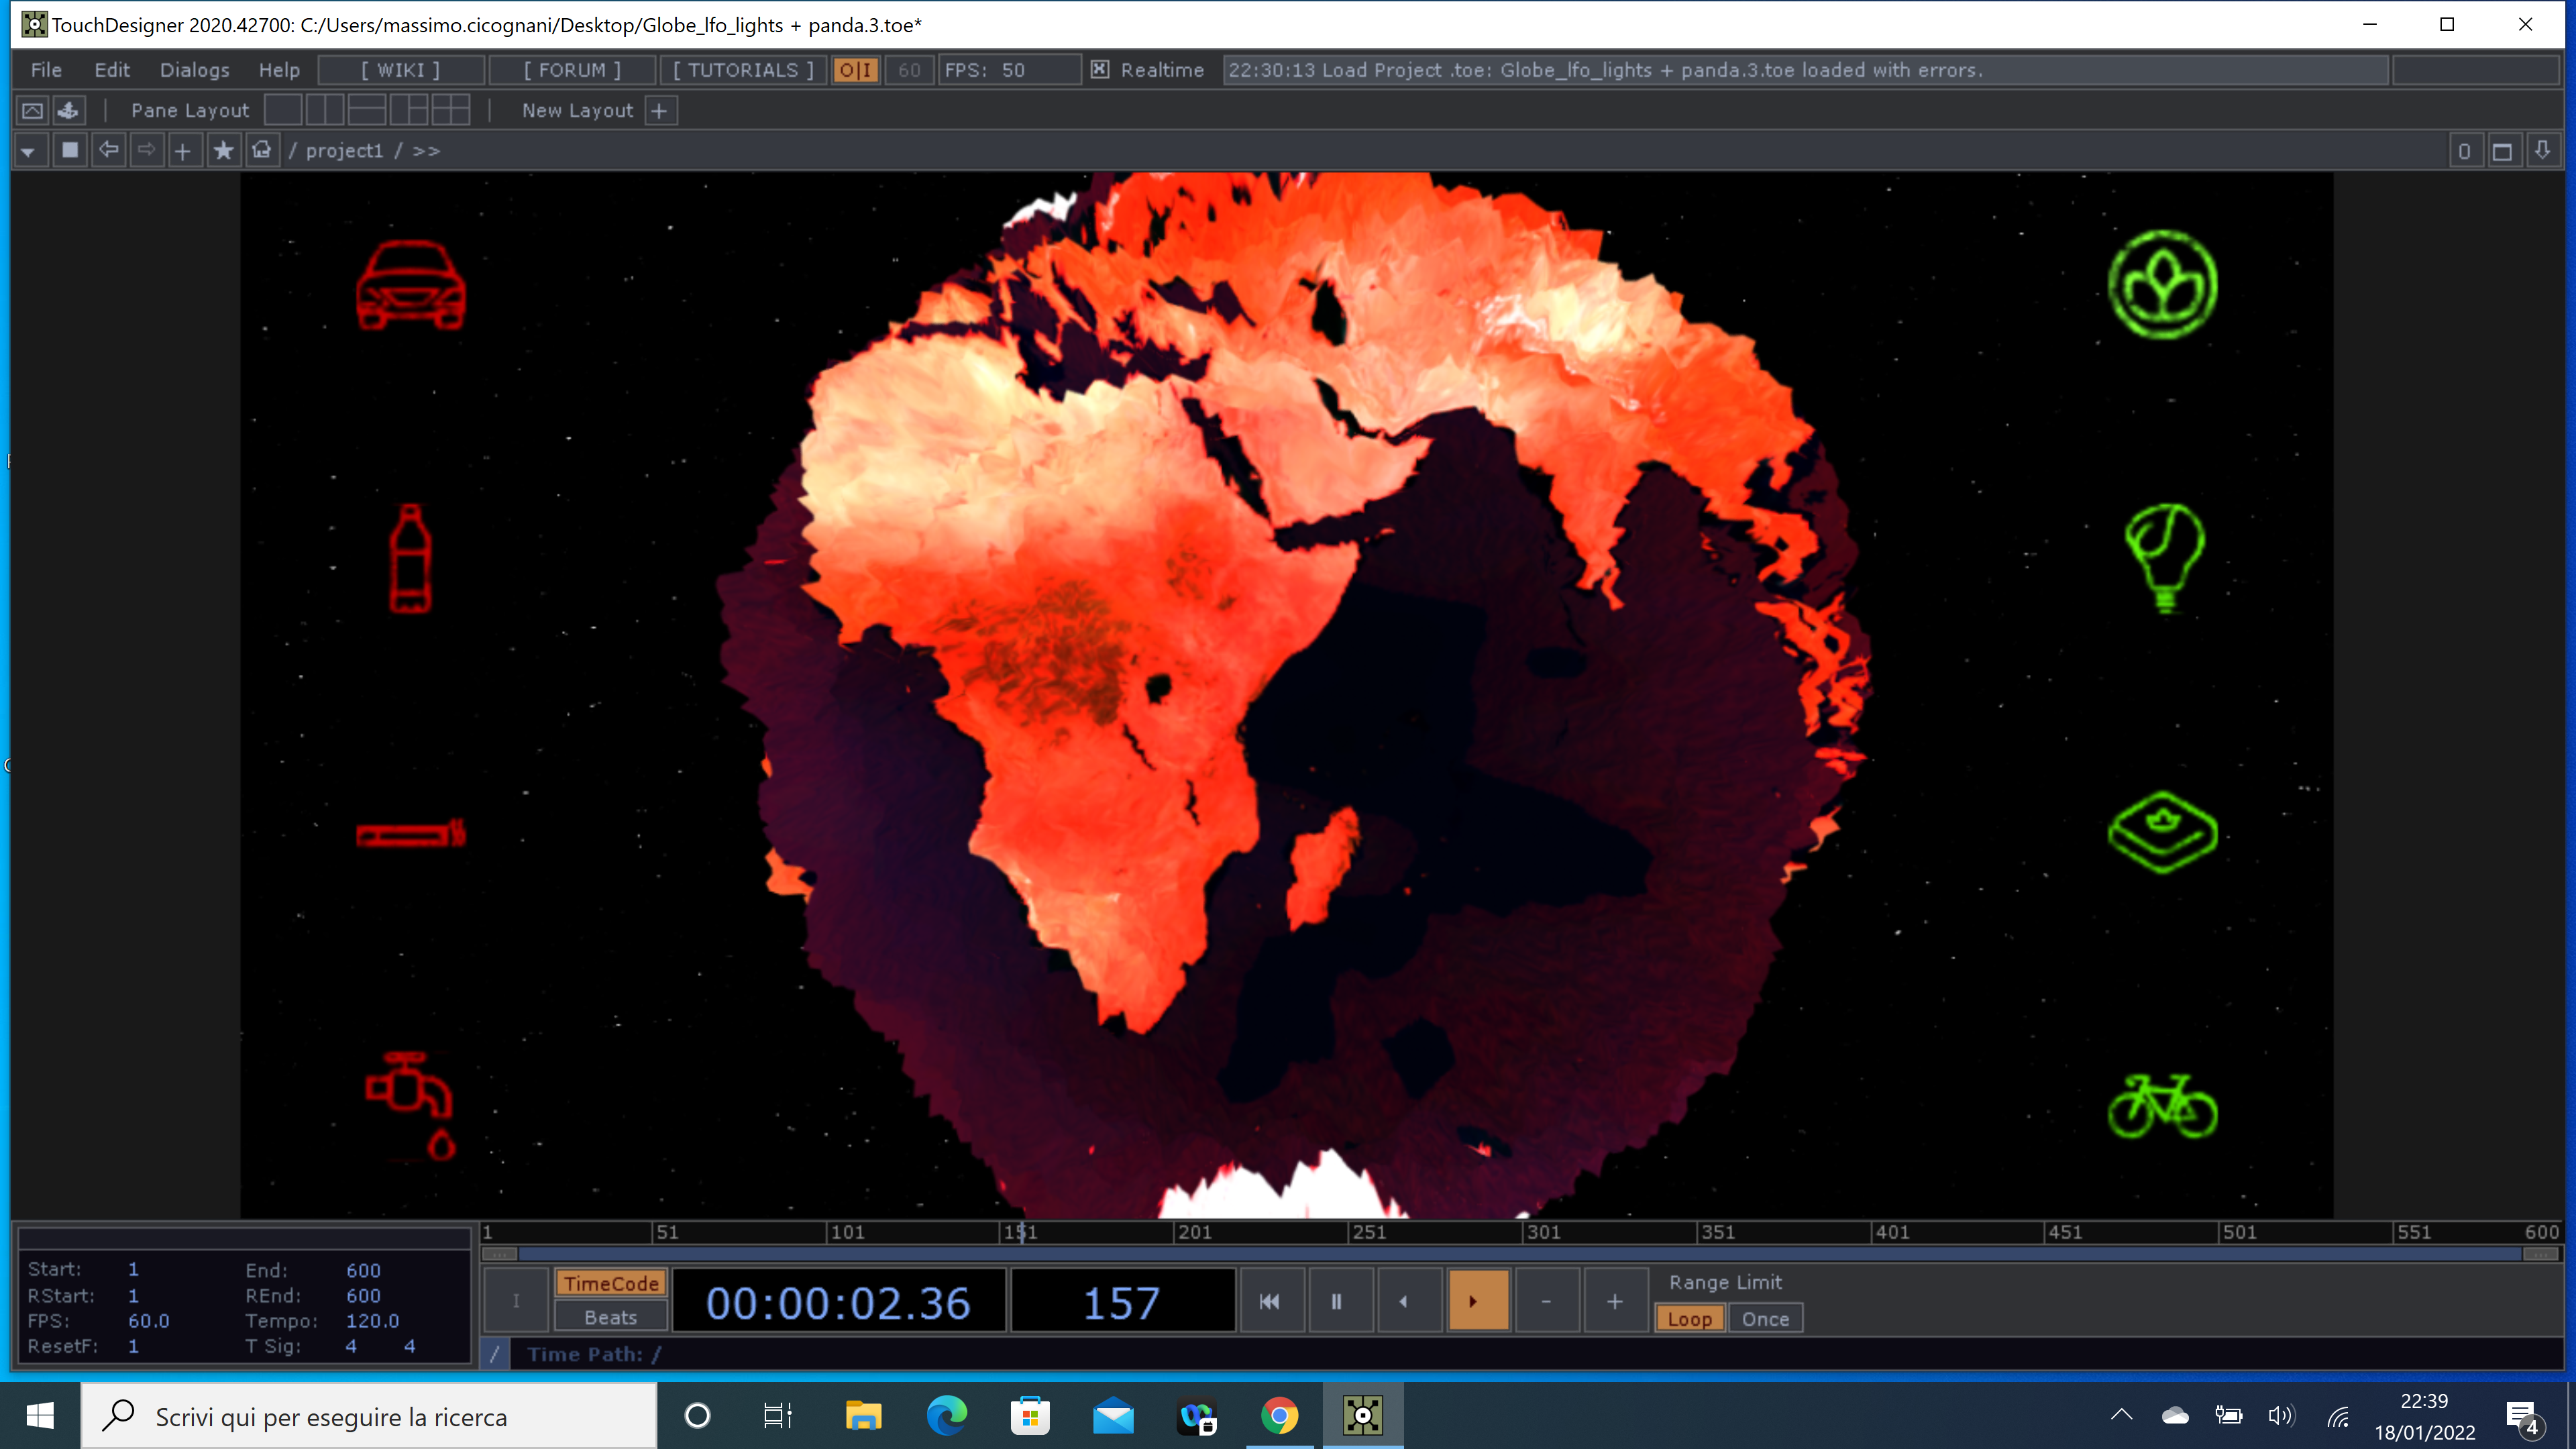 TouchDesigner 2020.42700: C:/Users/massimo.cicognani/Desktop/Globe_lfo_lights + panda.3.toe*
File Edit Dialogs Help [ WIKI ] [ FORUM ] [ TUTORIALS ] O|I 60 FPS: 50 Realtime 22:30:13 Load Project .toe: Globe_lfo_lights + panda.3.toe loaded with errors.
Pane Layout New Layout +
/ project1 / >> 0
1 51 101 151 201 251 301 351 401 451 501 551 600
Start: 1 End: 600
RStart: 1 REnd: 600
FPS: 60.0 Tempo: 120.0
ResetF: 1 T Sig: 4 4
I TimeCode 00:00:02.36 157 - + Range Limit
Beats Loop Once
/ Time Path: /
Scrivi qui per eseguire la ricerca
22:39
18/01/2022
4